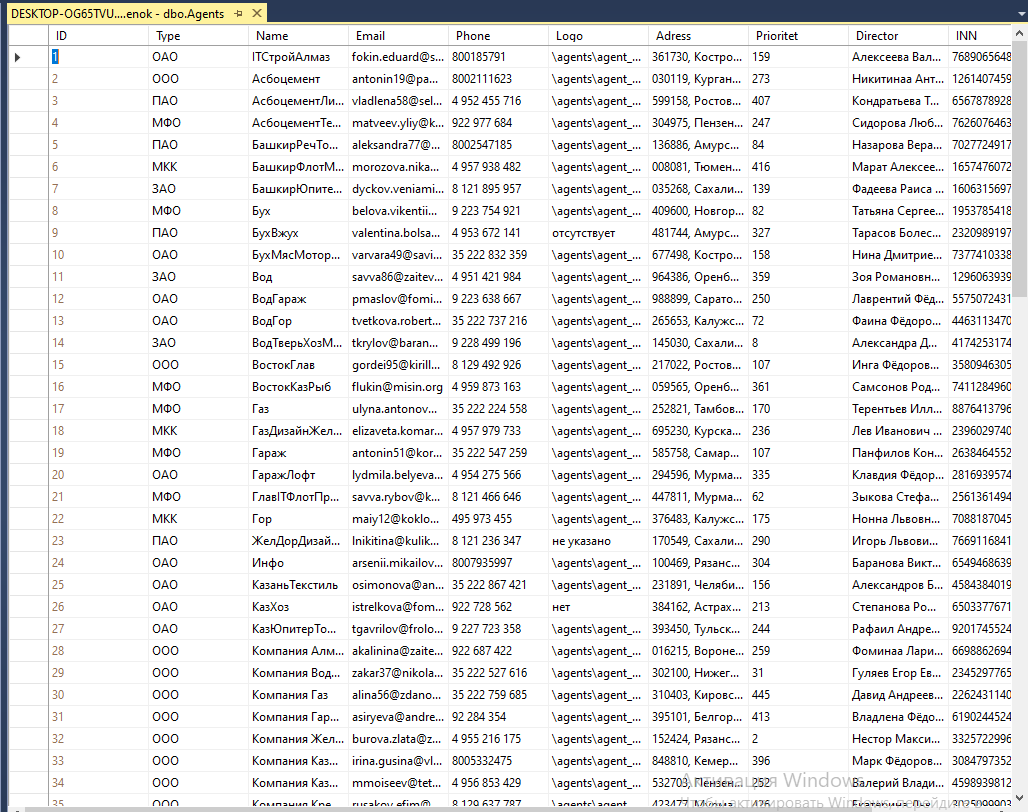 DESKTOP-OG65TVU....enok - dbo.Agents
ID Type Name Email Phone Logo Adress Prioritet Director INN
1 ОАО ITСтройАлмаз fokin.eduard@s... 800185791 \agents\agent_... 361730, Костро... 159 Алексеева Вал... 7689065648
2 ООО Асбоцемент antonin19@pa... 8002111623 \agents\agent_... 030119, Курган... 273 Никитинаа Ант... 1261407459
3 ПАО АсбоцементЛи... vladlena58@sel... 4 952 455 716 \agents\agent_... 599158, Ростов... 407 Кондратьева Т... 6567878928
4 МФО АсбоцементТе... matveev.yliy@k... 922 977 684 \agents\agent_... 304975, Пензен... 247 Сидорова Люб... 7626076463
5 ПАО БашкирРечТо... aleksandra77@... 8002547185 \agents\agent_... 136886, Амурс... 84 Назарова Вера... 7027724917
6 МКК БашкирФлотМ... morozova.nika... 4 957 938 482 \agents\agent_... 008081, Тюмен... 416 Марат Алексее... 1657476072
7 ЗАО БашкирЮпите... dyckov.veniami... 8 121 895 957 \agents\agent_... 035268, Сахали... 139 Фадеева Раиса ... 1606315697
8 МФО Бух belova.vikentii... 9 223 754 921 \agents\agent_... 409600, Новгор... 82 Татьяна Сергее... 1953785418
9 ПАО БухВжух valentina.bolsa... 4 953 672 141 отсутствует 481744, Амурс... 327 Тарасов Болес... 2320989197
10 ОАО БухМясМотор... varvara49@savi... 35 222 832 359 \agents\agent_... 677498, Костро... 158 Нина Дмитрие... 7377410338
11 ЗАО Вод savva86@zaitev... 4 951 421 984 \agents\agent_... 964386, Оренб... 359 Зоя Романовн... 1296063939
12 ОАО ВодГараж pmaslov@fomi... 9 223 638 667 \agents\agent_... 988899, Сарато... 250 Лаврентий Фёд... 5575072431
13 ОАО ВодГор tvetkova.robert... 35 222 737 216 \agents\agent_... 265653, Калужс... 72 Фаина Фёдоро... 4463113470
14 ЗАО ВодТверьХозМ... tkrylov@baran... 9 228 499 196 \agents\agent_... 145030, Сахали... 8 Александра Д... 4174253174
15 ООО ВостокГлав gordei95@kirill... 8 129 492 926 \agents\agent_... 217022, Ростов... 107 Инга Фёдоров... 3580946305
16 МФО ВостокКазРыб flukin@misin.org 4 959 873 163 \agents\agent_... 059565, Оренб... 361 Самсонов Род... 7411284960
17 МФО Газ ulyna.antonov... 35 222 224 558 \agents\agent_... 252821, Тамбов... 170 Терентьев Илл... 8876413796
18 МКК ГазДизайнЖел... elizaveta.komar... 4 957 979 733 \agents\agent_... 695230, Курска... 236 Лев Иванович ... 2396029740
19 МФО Гараж antonin51@kor... 35 222 547 259 \agents\agent_... 585758, Самар... 107 Панфилов Кон... 2638464552
20 ОАО ГаражЛофт lydmila.belyeva... 4 954 275 566 \agents\agent_... 294596, Мурма... 335 Клавдия Фёдор... 2816939574
21 МФО ГлавITФлотПр... savva.rybov@k... 8 121 466 646 \agents\agent_... 447811, Мурма... 62 Зыкова Стефа... 2561361494
22 МКК Гор maiy12@koklo... 495 973 455 \agents\agent_... 376483, Калужс... 175 Нонна Львовн... 7088187045
23 ПАО ЖелДорДизай... lnikitina@kulik... 8 121 236 347 не указано 170549, Сахали... 290 Игорь Львови... 7669116841
24 ОАО Инфо arsenii.mikailov... 8007935997 \agents\agent_... 100469, Рязанс... 304 Баранова Викт... 6549468639
25 ОАО КазаньТекстиль osimonova@an... 35 222 867 421 \agents\agent_... 231891, Челяби... 156 Александров Б... 4584384019
26 ОАО КазХоз istrelkova@fom... 922 728 562 нет 384162, Астрах... 213 Степанова Ро... 6503377671
27 ОАО КазЮпитерТо... tgavrilov@frolo... 9 227 723 358 \agents\agent_... 393450, Тульск... 244 Рафаил Андре... 9201745524
28 ООО Компания Алм... akalinina@zaite... 922 687 422 \agents\agent_... 016215, Вороне... 259 Фоминаа Лари... 6698862694
29 ООО Компания Вод... zakar37@nikola... 35 222 527 616 \agents\agent_... 302100, Нижег... 31 Гуляев Егор Ев... 2345297765
30 ООО Компания Газ alina56@zdano... 35 222 759 685 \agents\agent_... 310403, Кировс... 445 Давид Андреев... 2262431140
31 ООО Компания Гар... asiryeva@andre... 92 284 354 \agents\agent_... 395101, Белгор... 413 Владлена Фёдо... 6190244524
32 ООО Компания Жел... burova.zlata@z... 4 955 216 175 \agents\agent_... 152424, Рязанс... 2 Нестор Макси... 3325722996
33 ООО Компания Каз... irina.gusina@vl... 8005332475 \agents\agent_... 848810, Кемер... 396 Марк Фёдоров... 3084797352
34 ООО Компания Каз... mmoiseev@tet... 4 956 853 429 \agents\agent_... 532703, Пензен... 252 Валерий Влади... 4598939812
Активация Windows
35 ООО Компания Кре... rusakov.efim@... 8 129 637 787 \agents\agent_... 423477, Мос... 426 Екатерина 3025099903
Чтобы активировать Windows, перейдите